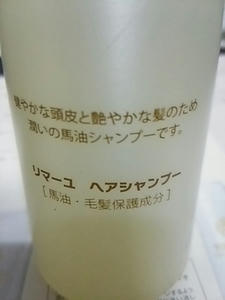 健やかな頭皮と艶やかな髪のため
潤いの馬油シャンプーです。
リマーユ ヘアシャンプー
[馬油・毛髪保護成分]